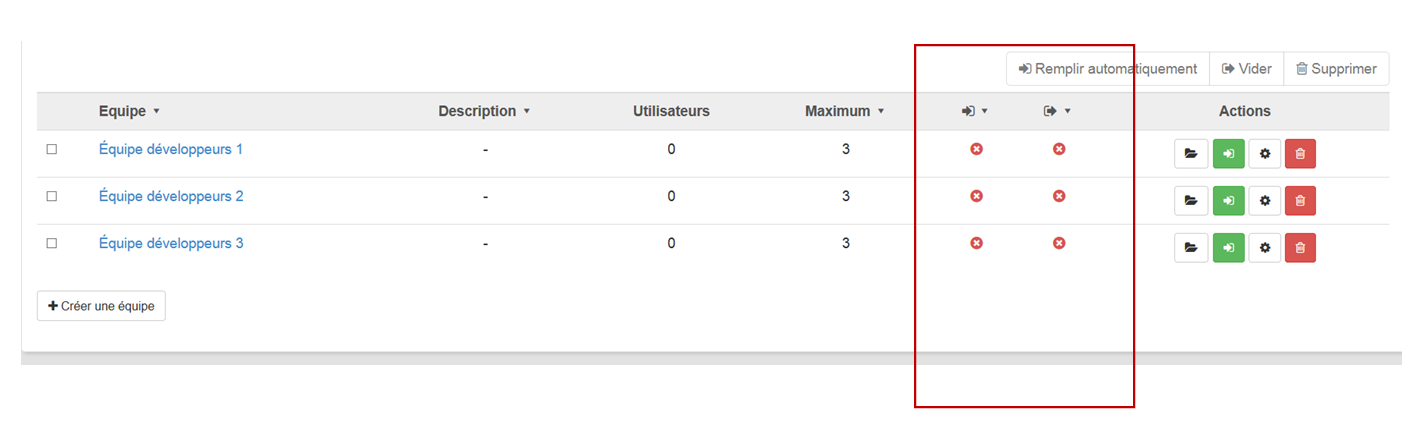 Remplir automatiquement Vider Supprimer
Equipe Description Utilisateurs Maximum Actions
Équipe développeurs 1 - 0 3
Équipe développeurs 2 - 0 3
Équipe développeurs 3 - 0 3
Créer une équipe